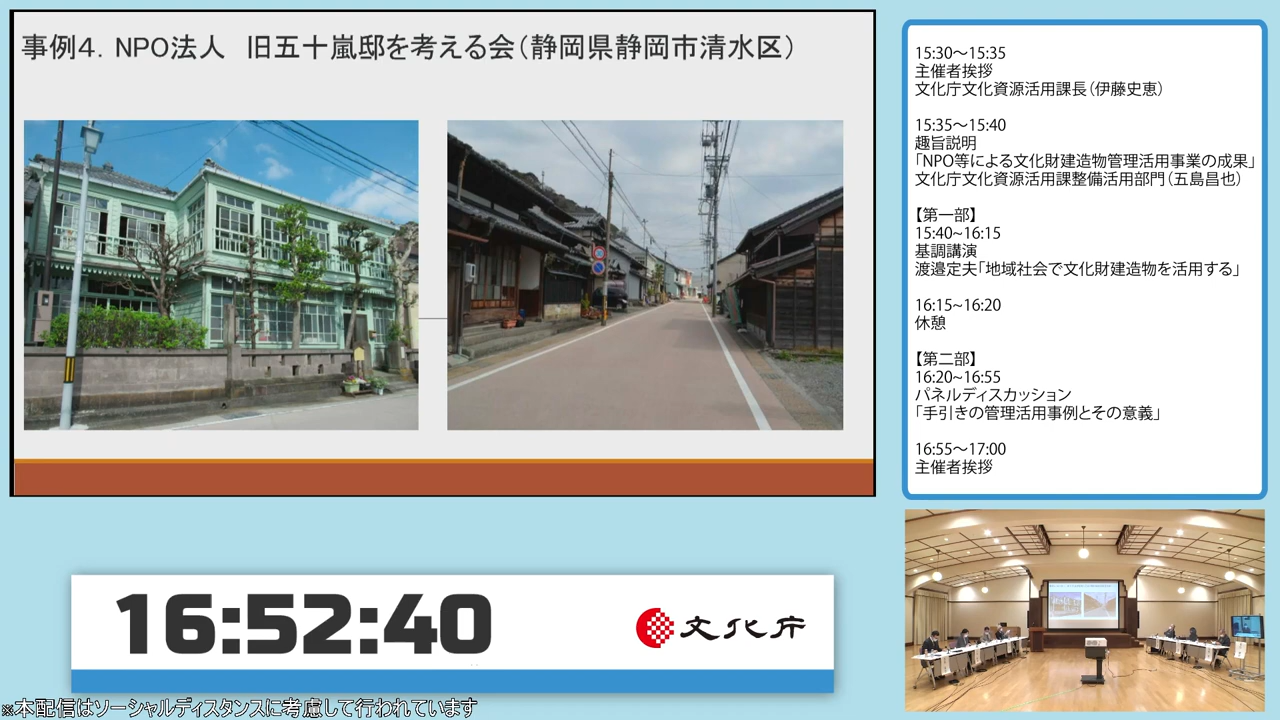 事例4．NPO法人　旧五十嵐邸を考える会（静岡県静岡市清水区）
15:30～15:35
主催者挨拶
文化庁文化資源活用課長（伊藤史恵）
15:35～15:40
趣旨説明
「NPO等による文化財建造物管理活用事業の成果」
文化庁文化資源活用課整備活用部門（五島昌也）
【第一部】
15:40~16:15
基調講演
渡邉定夫「地域社会で文化財建造物を活用する」
16:15~16:20
休憩
【第二部】
16:20~16:55
パネルディスカッション
「手引きの管理活用事例とその意義」
16:55～17:00
主催者挨拶
16:52:40
文化庁
※本配信はソーシャルディスタンスに考慮して行われています